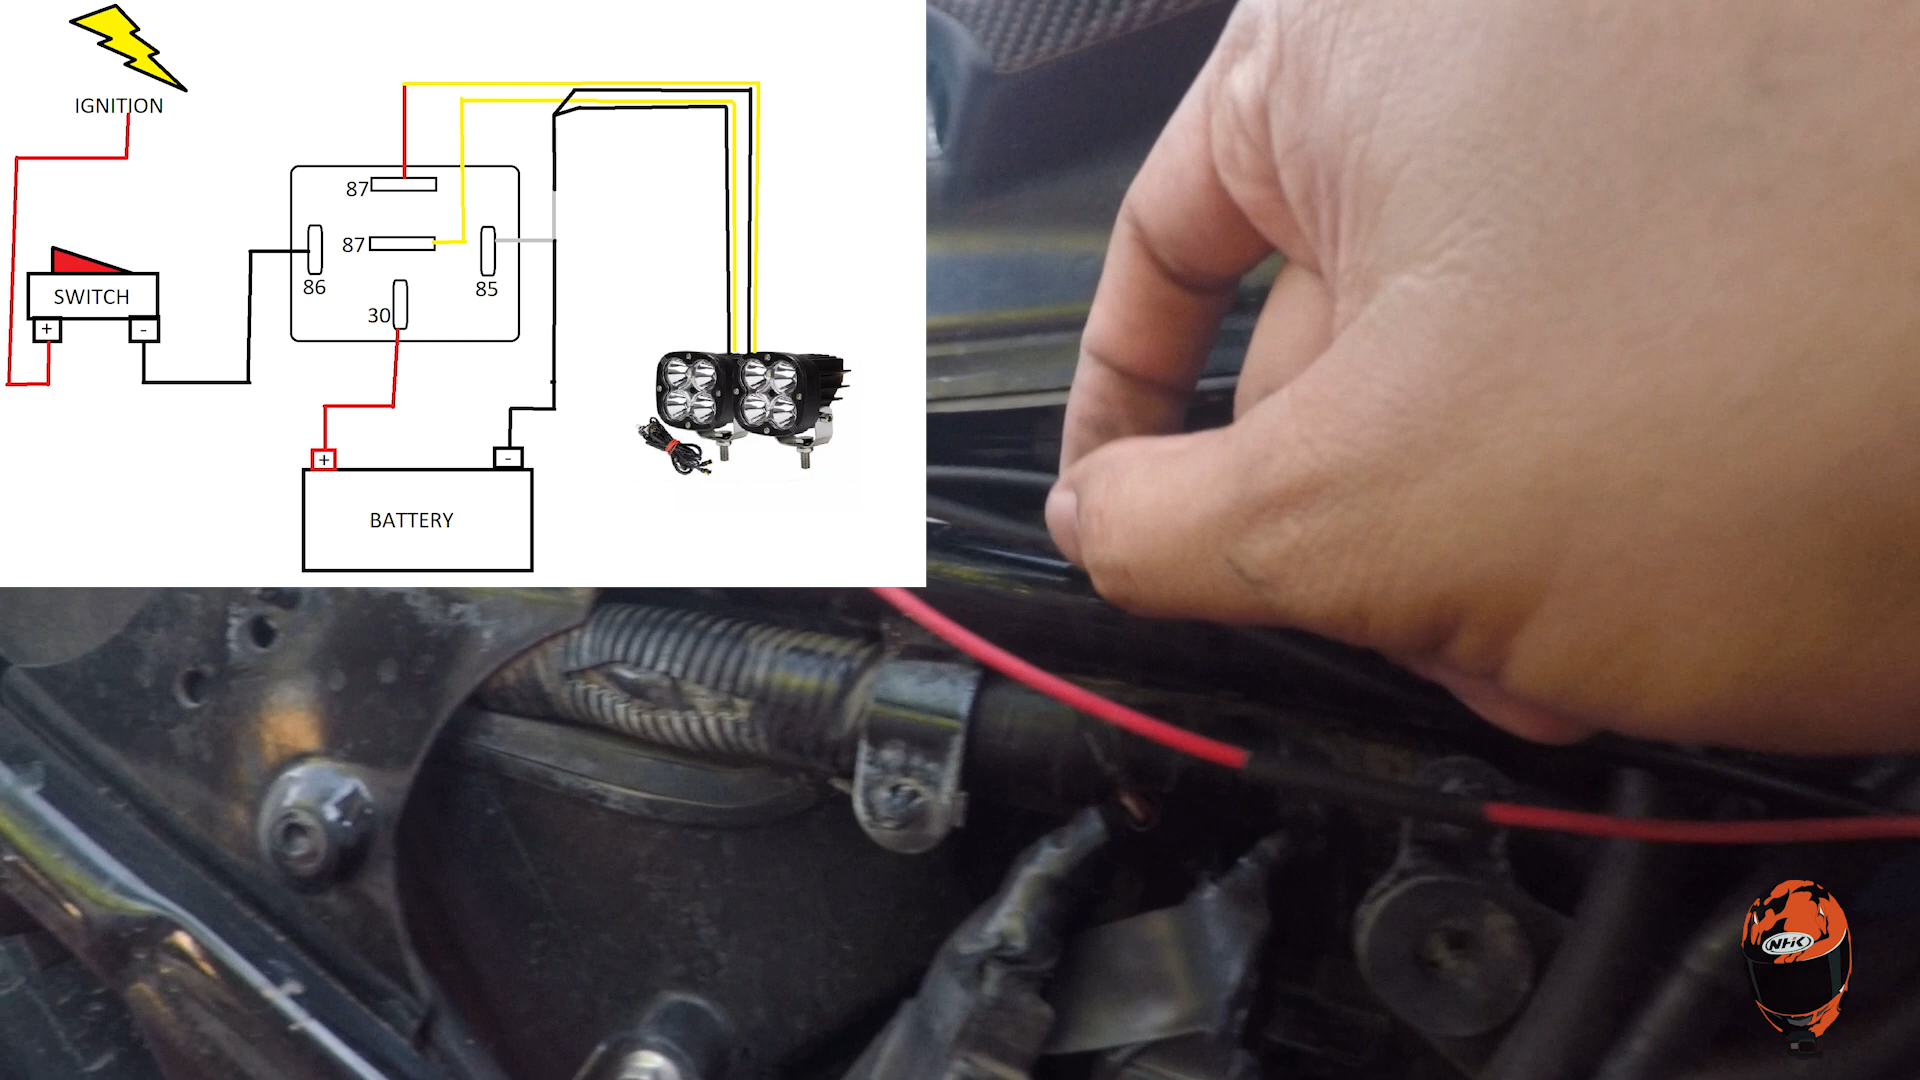 IGNITION
87
87
86
85
30
SWITCH
+
-
+
-
BATTERY
NHK